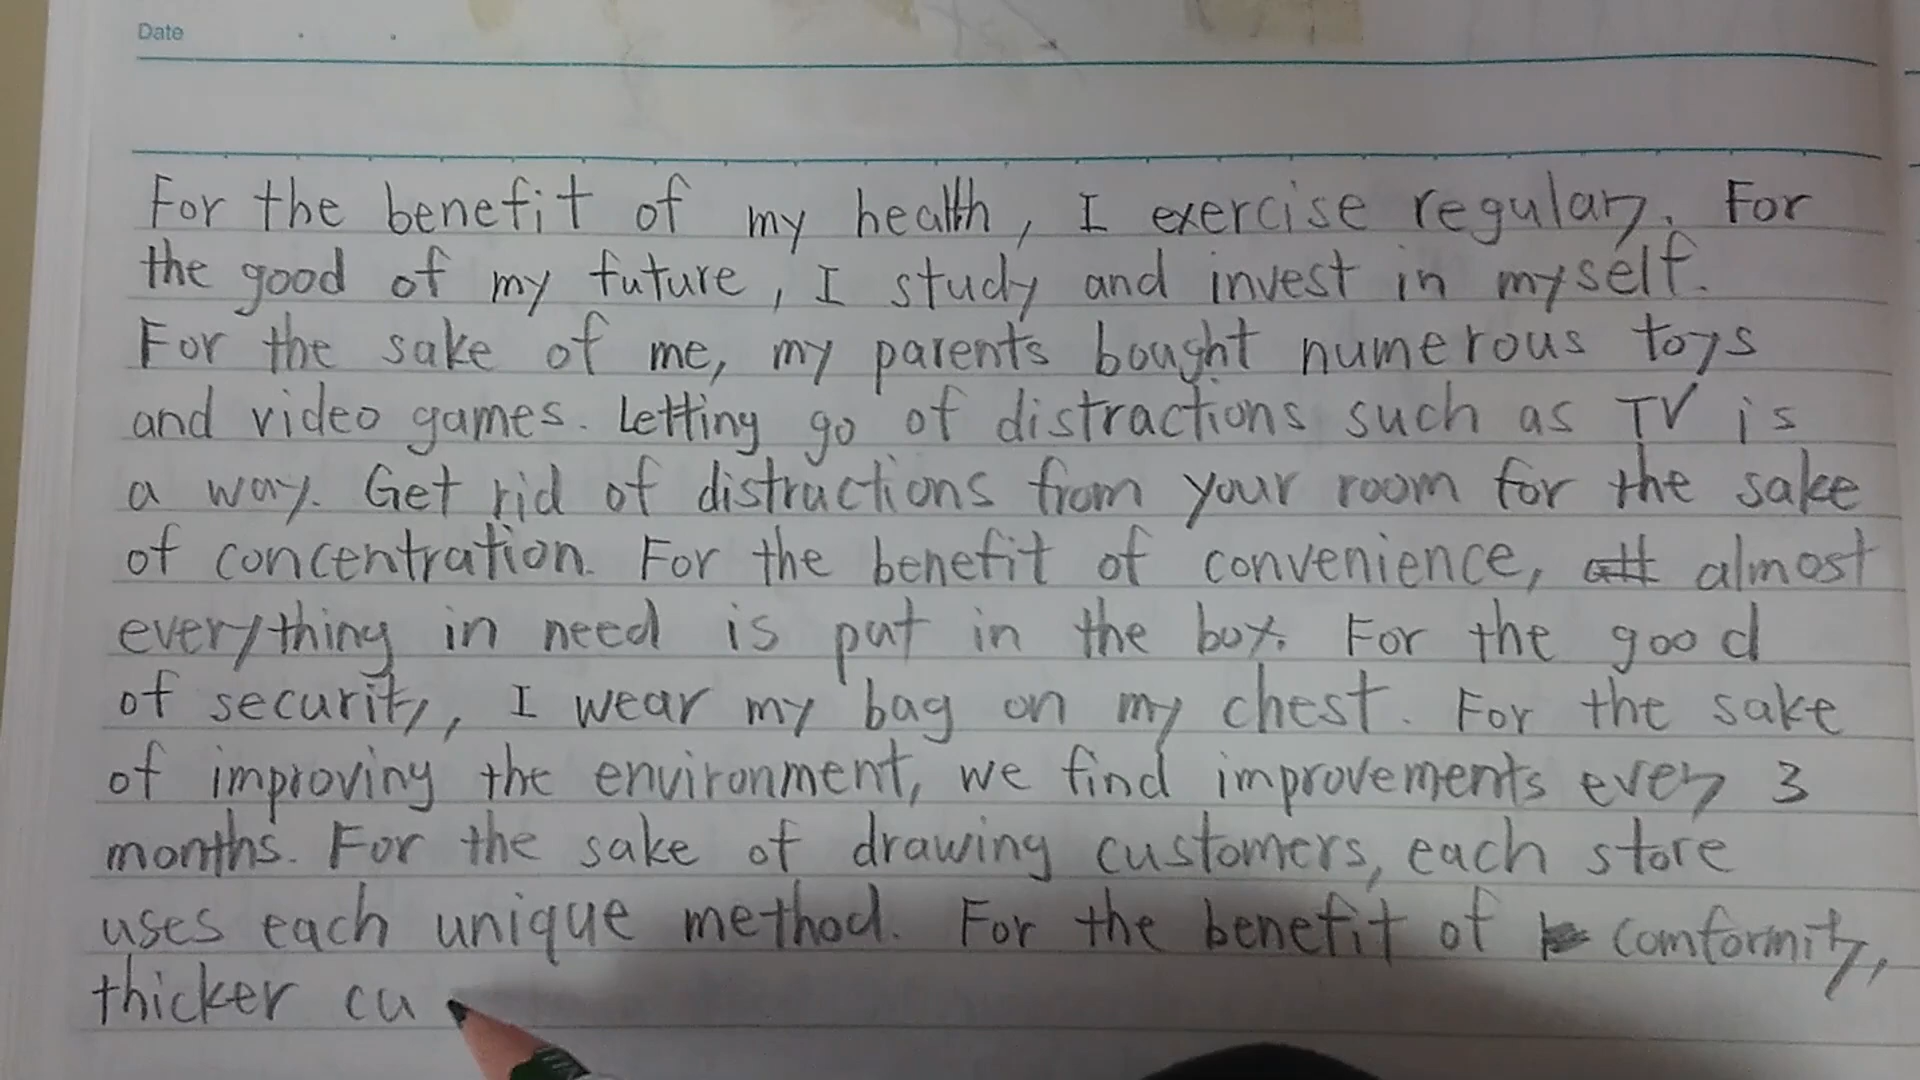 Date
For the benefit of my health, I exercise regulary. For
the good of my future, I study and invest in myself.
For the sake of me, my parents bought numerous toys
and video games. Letting go of distractions such as TV is
a way. Get rid of distractions from your room for the sake
of concentration. For the benefit of convenience, almost
everything in need is put in the box. For the good
of security, I wear my bag on my chest. For the sake
of improving the environment, we find improvements every 3
months. For the sake of drawing customers, each store
uses each unique method. For the benefit of comformity,
thicker cu